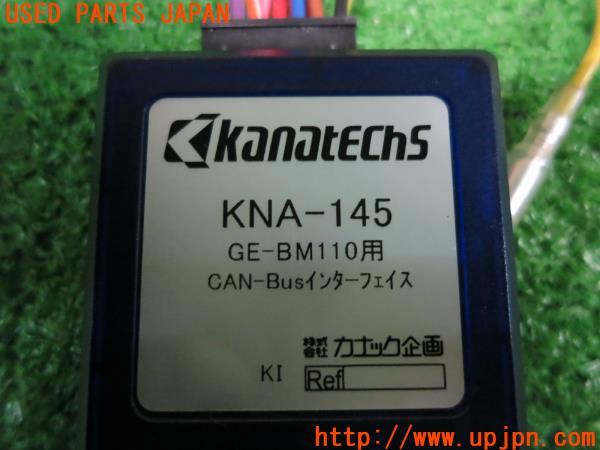 USED PARTS JAPAN
Kanatechs
KNA-145
GE-BM110用
CAN-Busインターフェイス
株式会社 カナック企画
KI Ref
http://www.upjpn.com